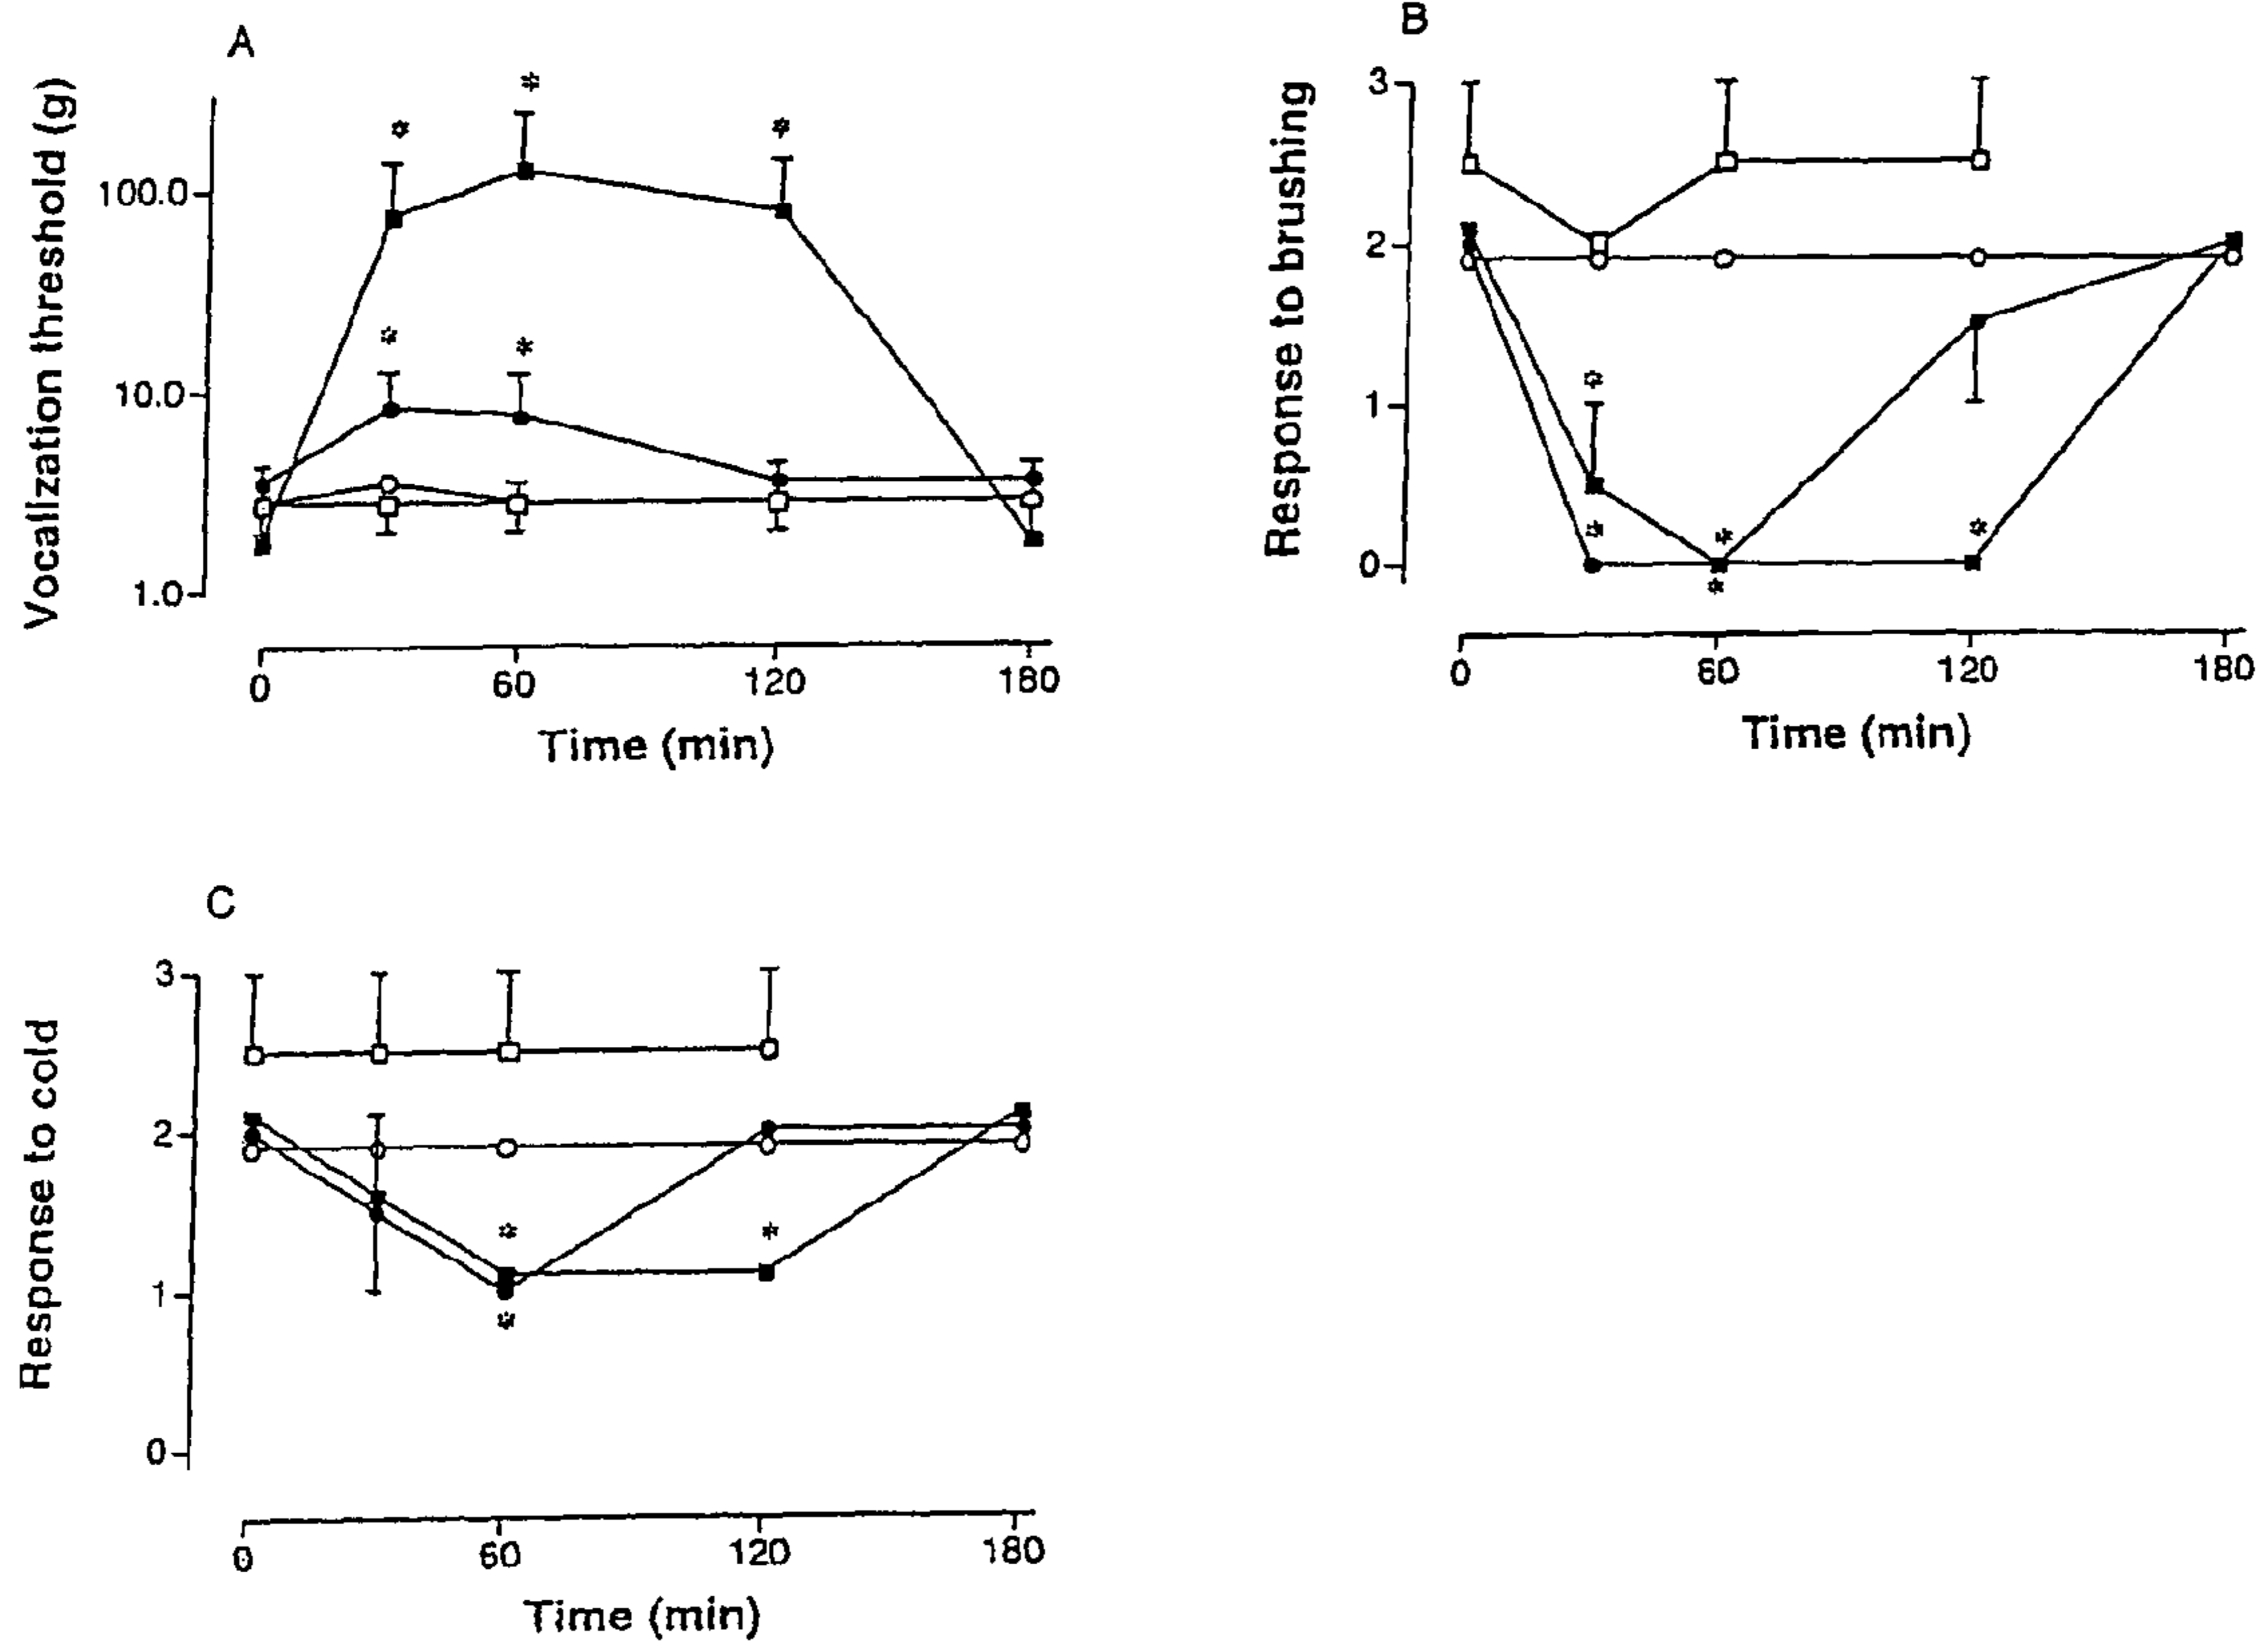 A
Vocalization threshold (g)
100.0
10.0
1.0
* * *
* *
0 60 120 180
Time (min)
B
Response to brushing
3
2
1
0
*
* * *
*
0 60 120 180
Time (min)
C
Response to cold
3
2
1
0
* *
*
0 60 120 180
Time (min)